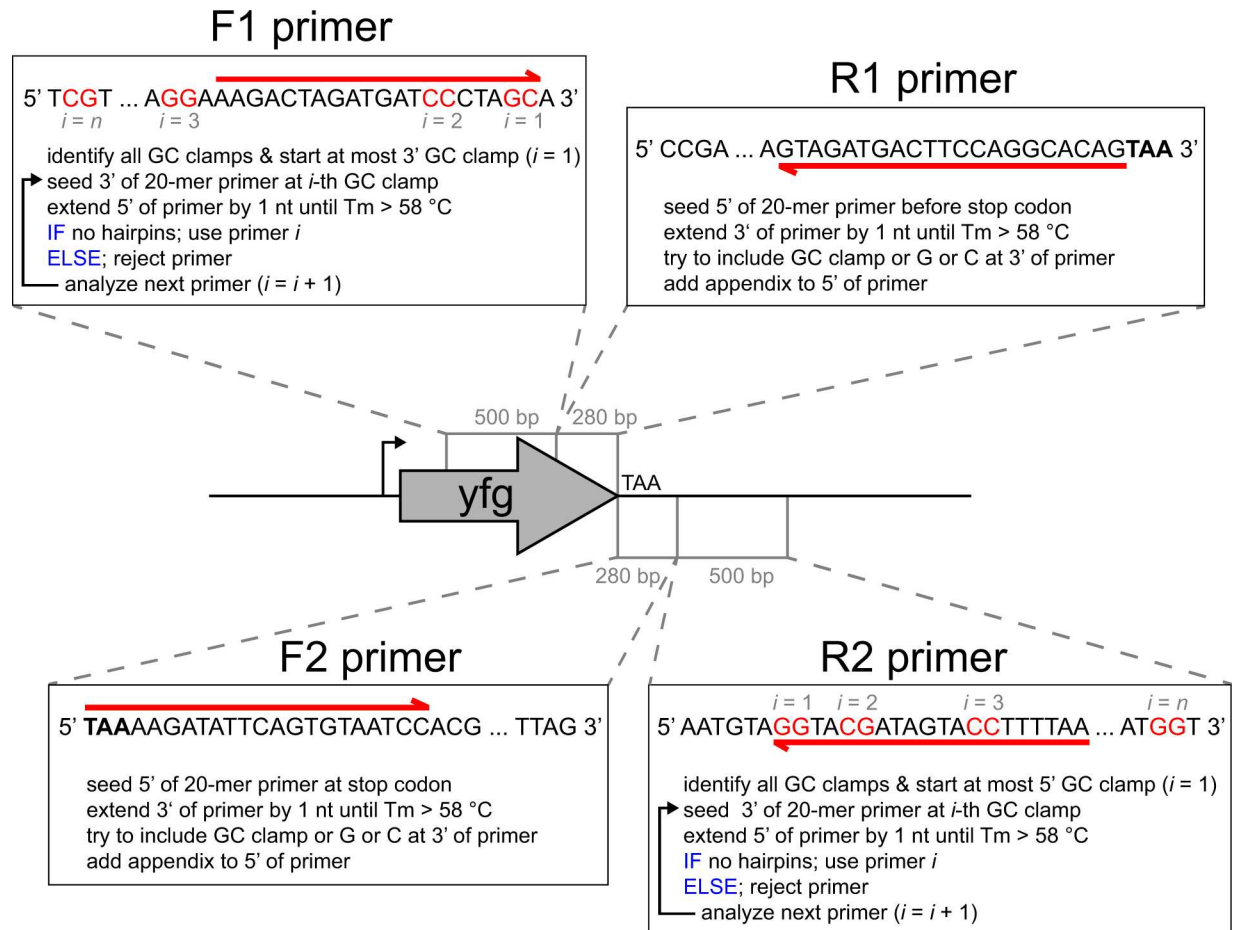 F1 primer
5' TCGT ... AGGAAAGACTAGATGATCCCTAGCA 3'
i = n i = 3 i = 2 i = 1
identify all GC clamps & start at most 3' GC clamp (i = 1)
seed 3' of 20-mer primer at i-th GC clamp
extend 5' of primer by 1 nt until Tm > 58 °C
IF no hairpins; use primer i
ELSE; reject primer
analyze next primer (i = i + 1)
R1 primer
5' CCGA ... AGTAGATGACTTCCAGGCACAGTAA 3'
seed 5' of 20-mer primer before stop codon
extend 3‘ of primer by 1 nt until Tm > 58 °C
try to include GC clamp or G or C at 3' of primer
add appendix to 5' of primer
500 bp 280 bp
yfg
TAA
280 bp
500 bp
F2 primer
5' TAAAAGATATTCAGTGTAATCCACG ... TTAG 3'
seed 5' of 20-mer primer at stop codon
extend 3‘ of primer by 1 nt until Tm > 58 °C
try to include GC clamp or G or C at 3' of primer
add appendix to 5' of primer
R2 primer
i = 1 i = 2 i = 3 i = n
5' AATGTAGGTACGATAGTACCTTTTAA ... ATGGT 3'
identify all GC clamps & start at most 5' GC clamp (i = 1)
seed 3' of 20-mer primer at i-th GC clamp
extend 5' of primer by 1 nt until Tm > 58 °C
IF no hairpins; use primer i
ELSE; reject primer
analyze next primer (i = i + 1)